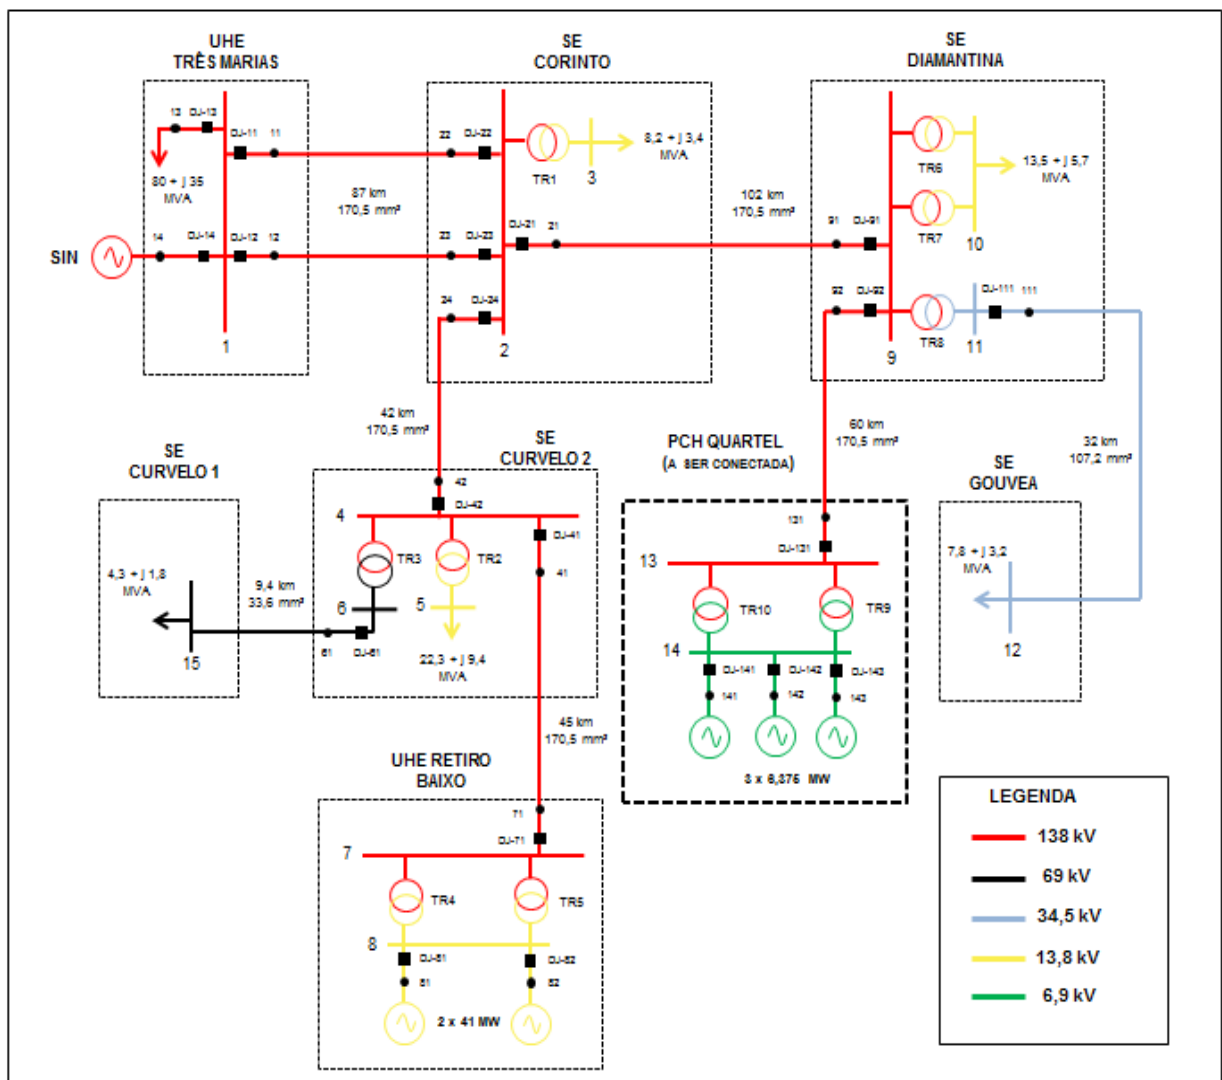 UHE
TRÊS MARIAS
13 DJ-13
DJ-11 11
80 + j 35
MVA
14 DJ-14 DJ-12 12
SIN
1
87 km
170,5 mm²
SE
CORINTO
22 DJ-22
TR1
3
8,2 + j 3,4
MVA
DJ-21 21
23 DJ-23
24 DJ-24
2
102 km
170,5 mm²
SE
DIAMANTINA
TR6
TR7
10
13,5 + j 5,7
MVA
91 DJ-91
92 DJ-92
9
TR8
11
DJ-111 111
42 km
170,5 mm²
60 km
170,5 mm²
32 km
107,2 mm²
SE
CURVELO 1
4,3 + j 1,8
MVA
15
9,4 km
33,6 mm²
SE
CURVELO 2
42
DJ-42
4
TR3
TR2
DJ-41
41
6
5
61 DJ-61
22,3 + j 9,4
MVA
45 km
170,5 mm²
PCH QUARTEL
(A SER CONECTADA)
131
DJ-131
13
TR10
TR9
14
DJ-141
DJ-142
DJ-143
141
142
143
3 x 6,375 MW
SE
GOUVEA
7,8 + j 3,2
MVA
12
UHE RETIRO
BAIXO
71
DJ-71
7
TR4
TR5
8
DJ-81
DJ-82
81
82
2 x 41 MW
LEGENDA
138 kV
69 kV
34,5 kV
13,8 kV
6,9 kV